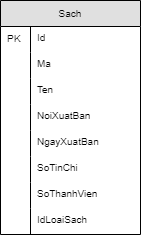 Sach
PK Id
Ma
Ten
NoiXuatBan
NgayXuatBan
SoTinChi
SoThanhVien
IdLoaiSach